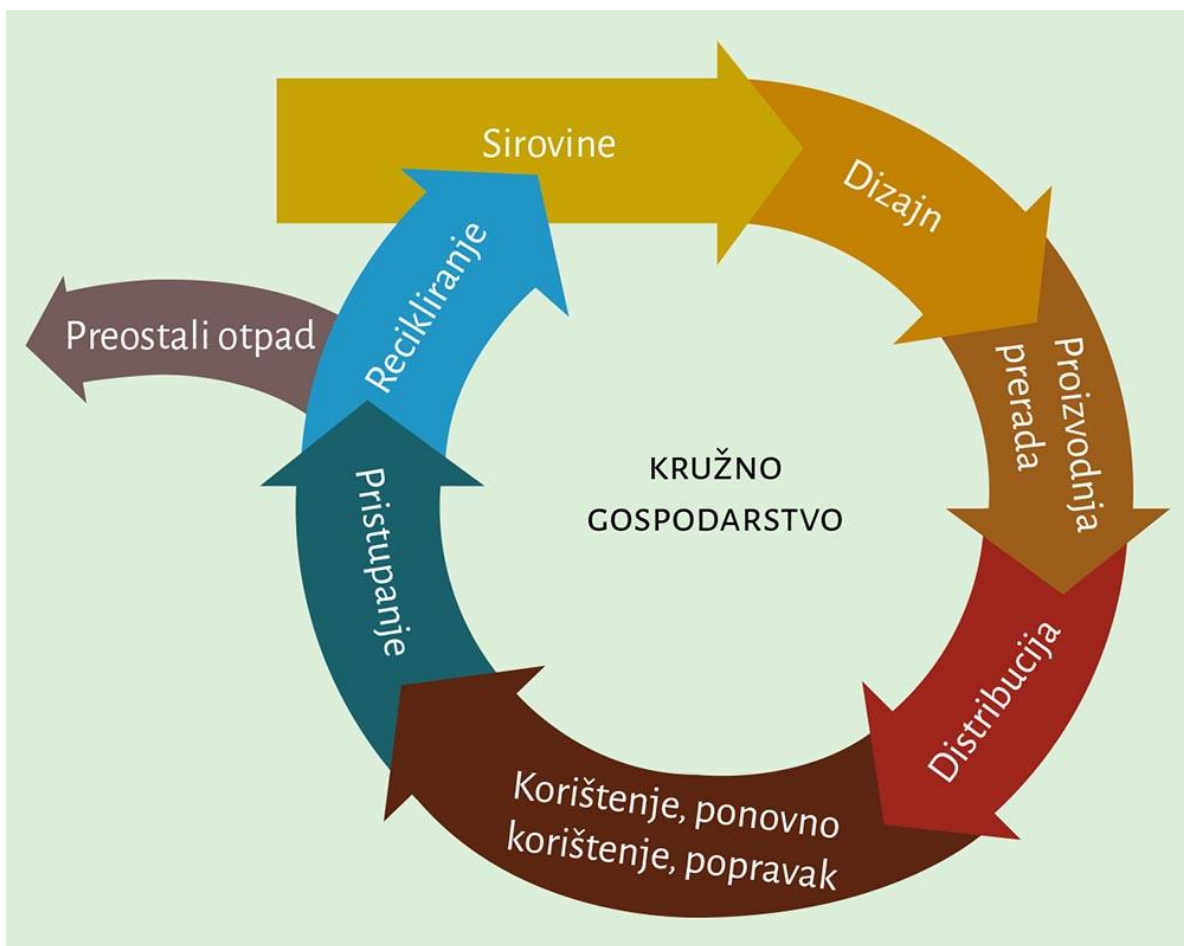 Sirovine
Dizajn
Proizvodnja
prerada
Distribucija
Korištenje, ponovno
korištenje, popravak
Pristupanje
Recikliranje
Preostali otpad
KRUŽNO
GOSPODARSTVO